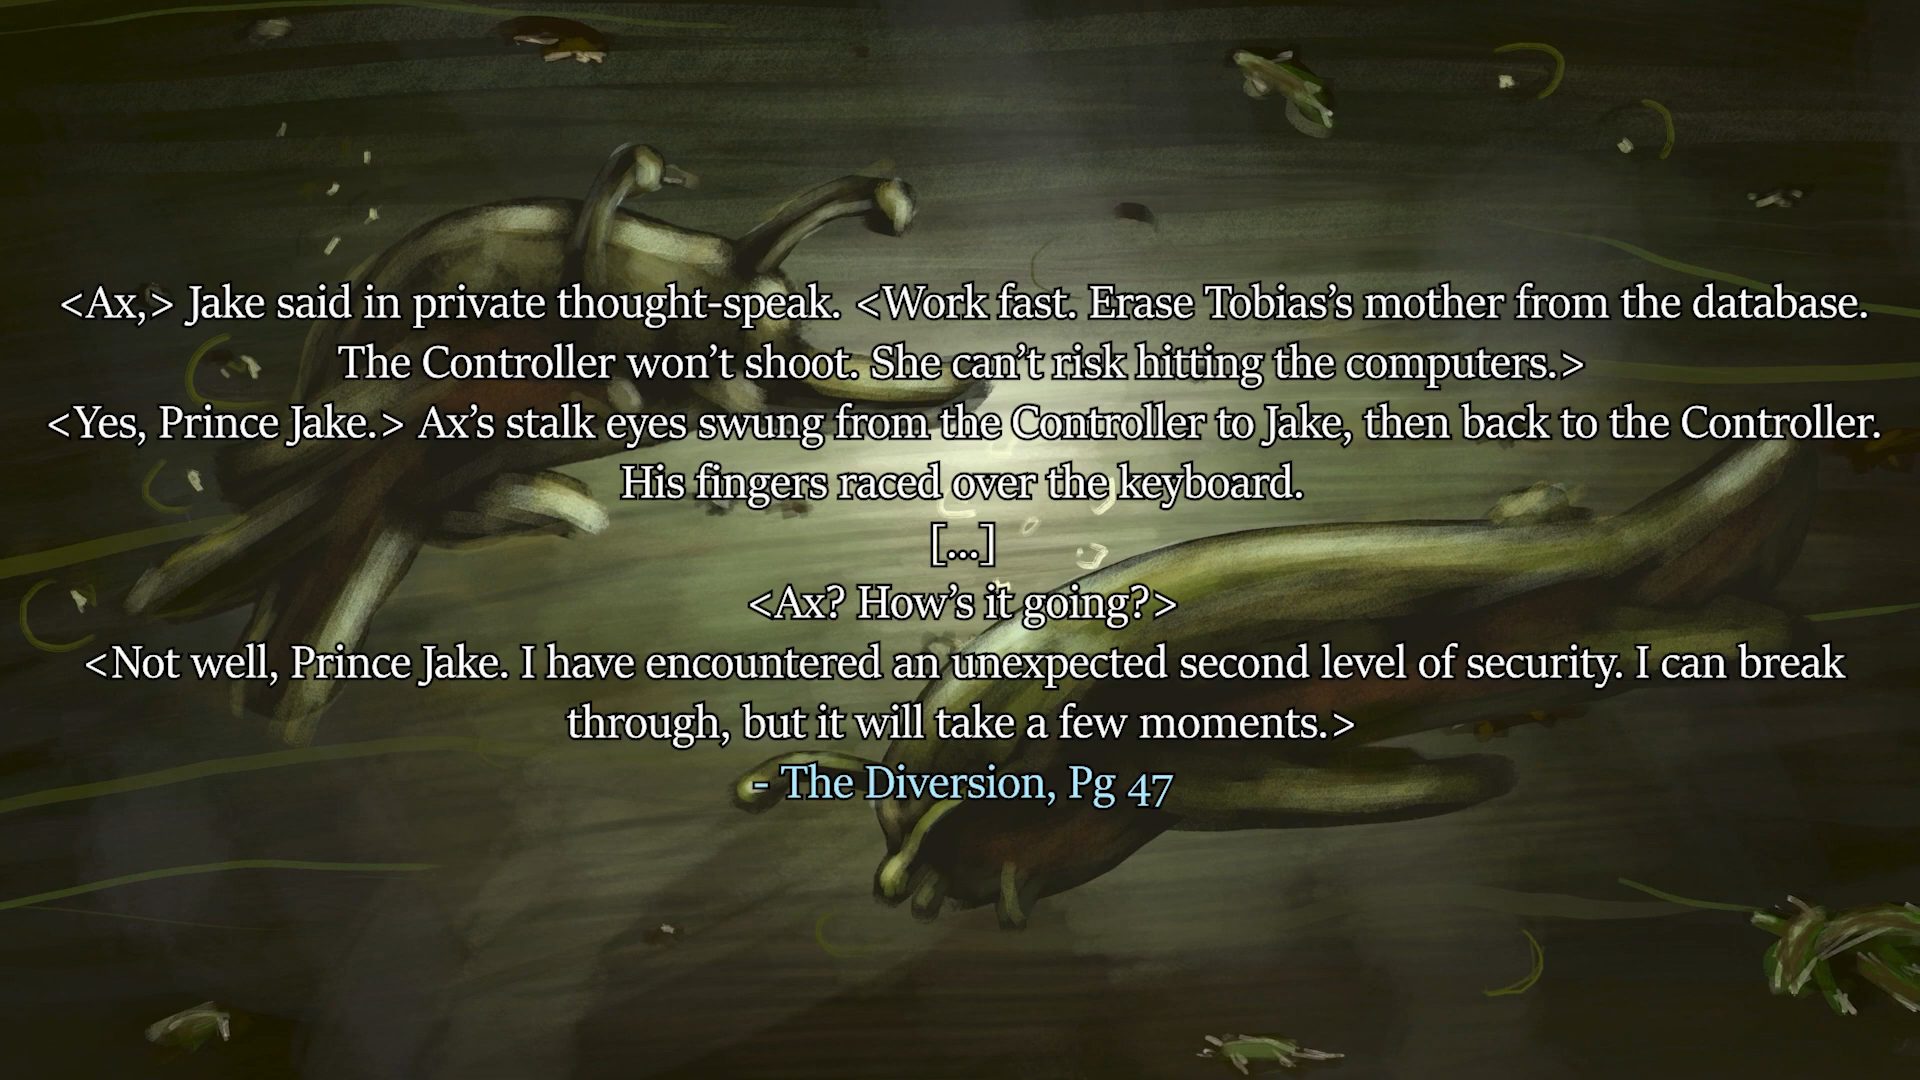 <Ax,> Jake said in private thought-speak. <Work fast. Erase Tobias’s mother from the database.
The Controller won’t shoot. She can’t risk hitting the computers.>
<Yes, Prince Jake.> Ax’s stalk eyes swung from the Controller to Jake, then back to the Controller.
His fingers raced over the keyboard.
[...]
<Ax? How’s it going?>
<Not well, Prince Jake. I have encountered an unexpected second level of security. I can break
through, but it will take a few moments.>
- The Diversion, Pg 47